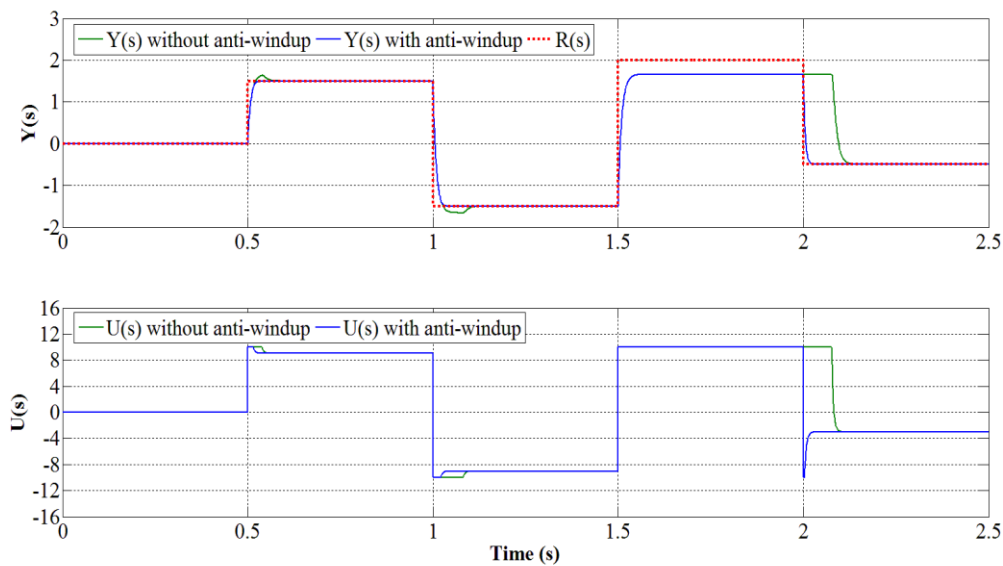 Y(s) without anti-windup Y(s) with anti-windup R(s)
3
2
1
0
-1
-2
Y(s)
0 0.5 1 1.5 2 2.5
U(s) without anti-windup U(s) with anti-windup
16
12
8
4
0
-4
-8
-12
-16
U(s)
0 0.5 1 1.5 2 2.5
Time (s)